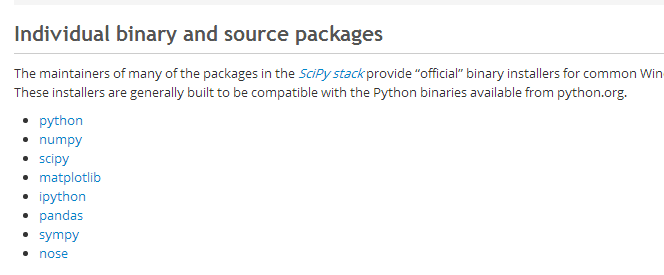 Individual binary and source packages
The maintainers of many of the packages in the SciPy stack provide “official” binary installers for common
These installers are generally built to be compatible with the Python binaries available from python.org.
python
numpy
scipy
matplotlib
ipython
pandas
sympy
nose